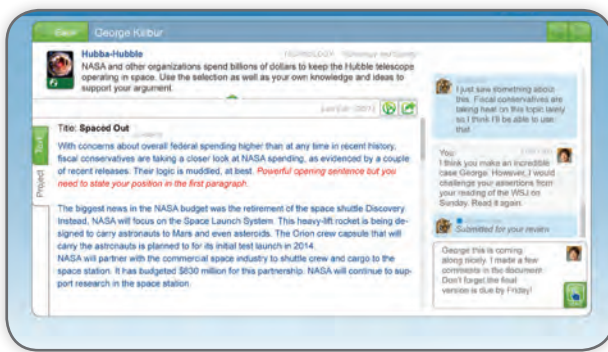 George Kilbur
Hubba-Hubble
NASA and other organizations spend billions of dollars to keep the Hubble telescope
operating in space. Use the selection as well as your own knowledge and ideas to
support your argument.
Text
Project
Title: Spaced Out
With concerns about overall federal spending higher than at any time in recent history,
fiscal conservatives are taking a closer look at NASA spending, as evidenced by a couple
of recent releases. Their logic is muddled, at best. Powerful opening sentence but you
need to state your position in the first paragraph.
The biggest news in the NASA budget was the retirement of the space shuttle Discovery
Instead, NASA will focus on the Space Launch System. This heavy-lift rocket is being de-
signed to carry astronauts to Mars and even asteroids. The Orion crew capsule that will
carry the astronauts is planned to for its initial test launch in 2014.
NASA will partner with the commercial space industry to shuttle crew and cargo to the
space station. It has budgeted $830 million for this partnership. NASA will continue to sup-
port research in the space station.
I just saw something about
this. Fiscal conservatives are
taking heat on this topic lately
so I think I'll be able to use
that.
You
I think you make an incredible
case George. However, I would
challenge your assertions from
your reading of the WSJ on
Sunday. Read it again.
Submitted for your review
George this is coming
along nicely. I made a few
comments in the document.
Don't forget the final
version is due by Friday!